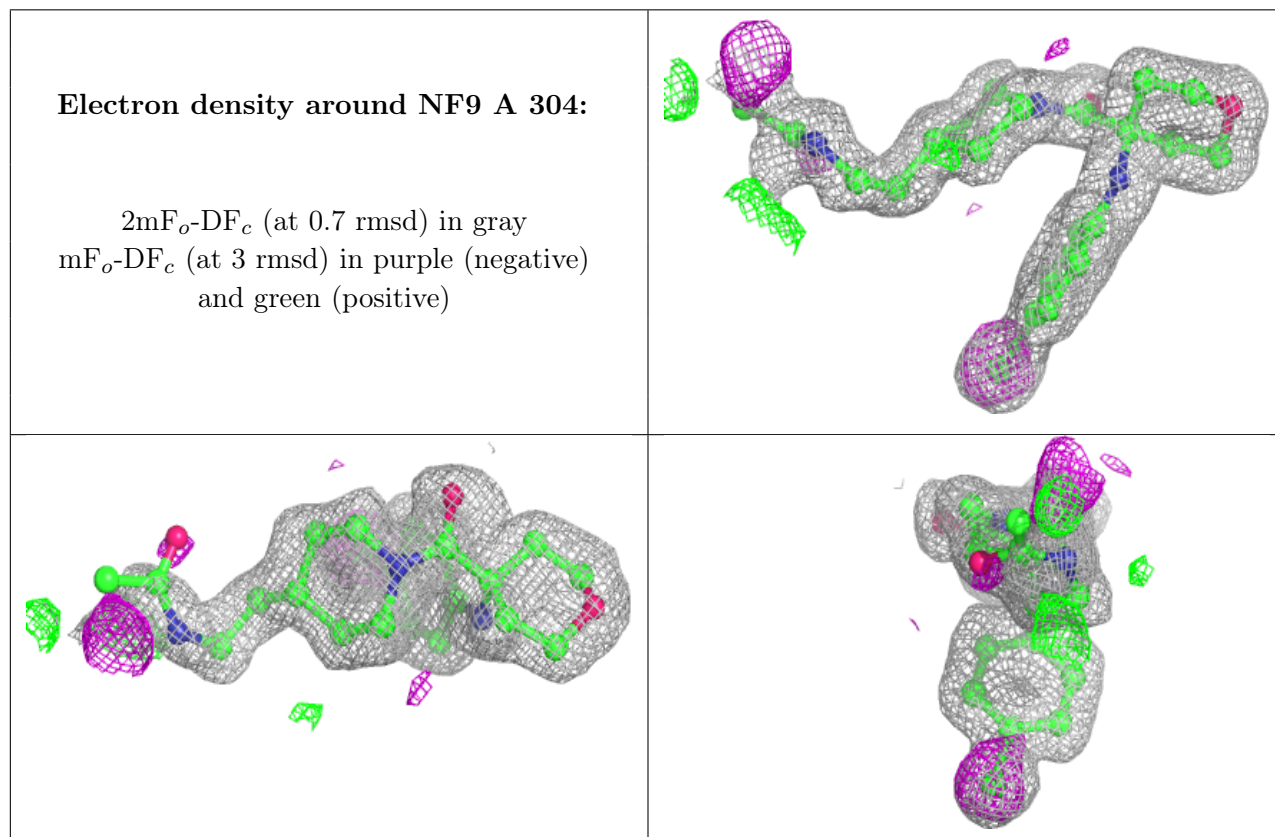 Electron density around NF9 A 304:
2mFo-DFc (at 0.7 rmsd) in gray
mFo-DFc (at 3 rmsd) in purple (negative)
and green (positive)